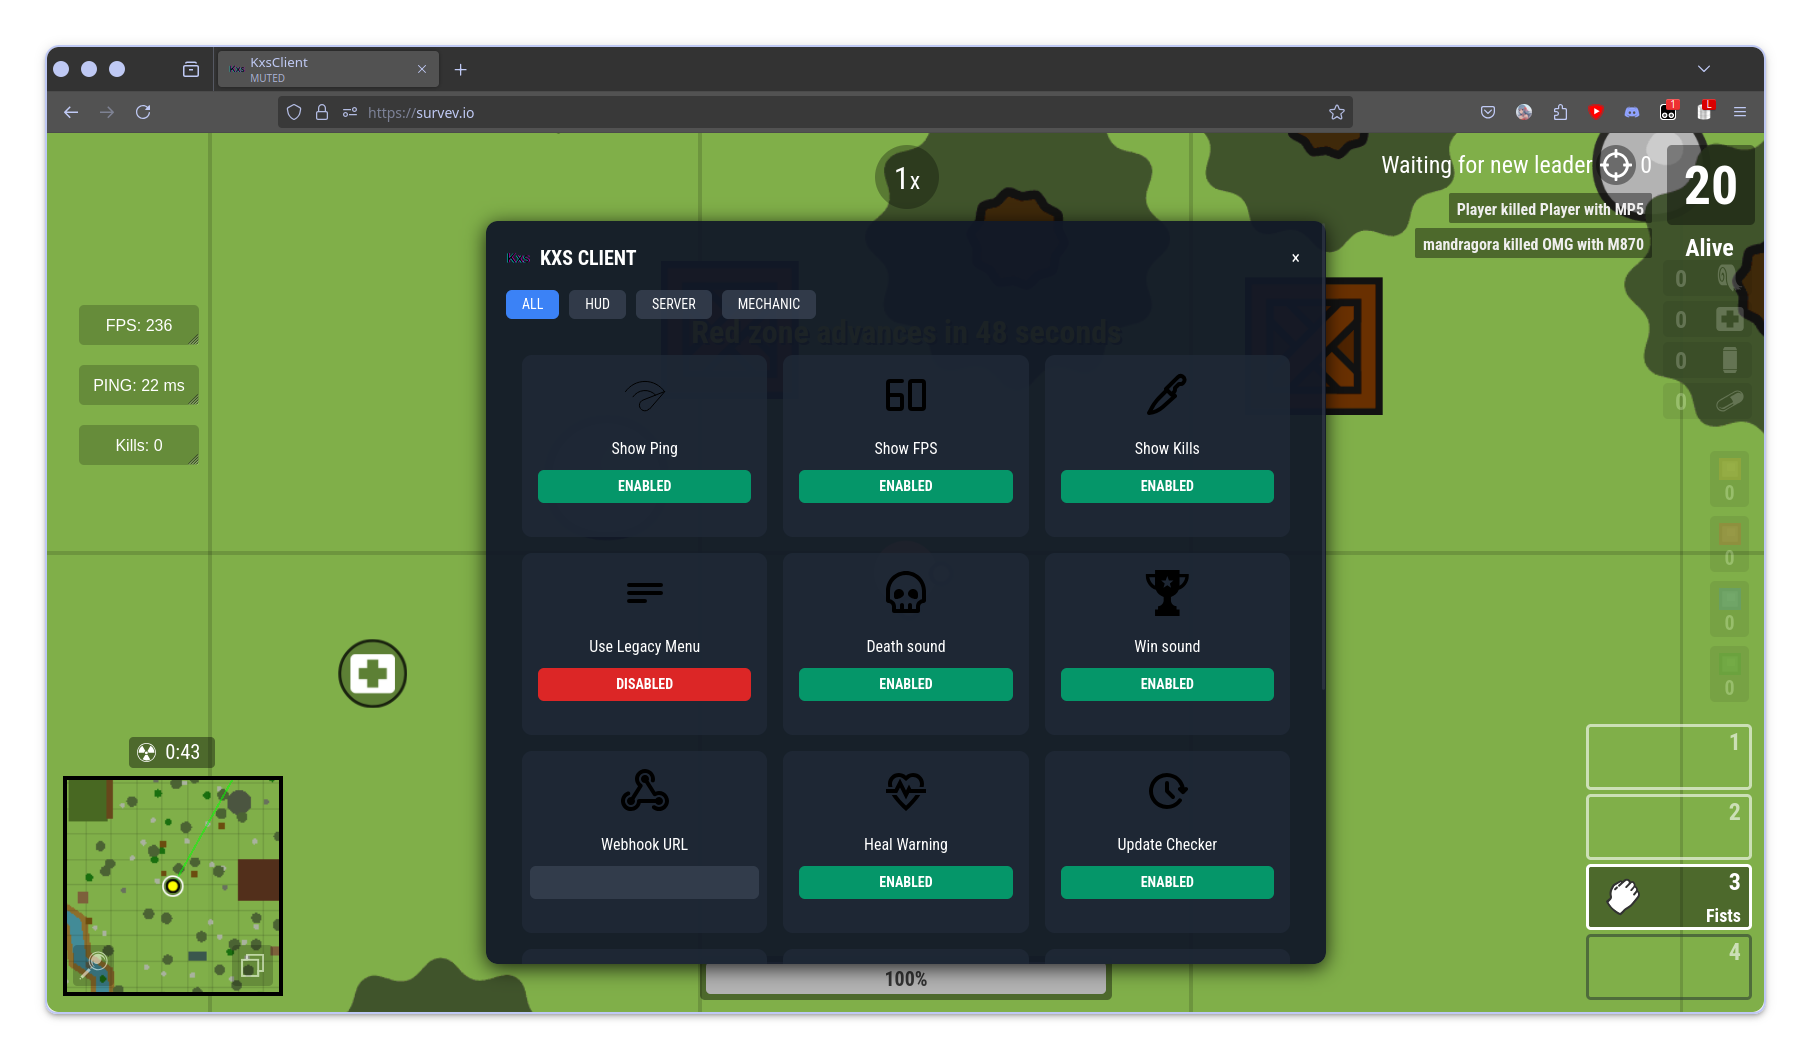 KxsClient
MUTED
https://survev.io
1
L
1x
Waiting for new leader 0
20
Alive
Player killed Player with MP5
mandragora killed OMG with M870
Kxs KXS CLIENT ×
ALL HUD SERVER MECHANIC
Red zone advances in 48 seconds
FPS: 236
PING: 22 ms
Kills: 0
60
Show Ping
Show FPS
Show Kills
ENABLED
ENABLED
ENABLED
Use Legacy Menu
Death sound
Win sound
DISABLED
ENABLED
ENABLED
Webhook URL
Heal Warning
Update Checker
ENABLED
ENABLED
0
0
0
0
0
0
0
0
0:43
100%
1
2
3
Fists
4